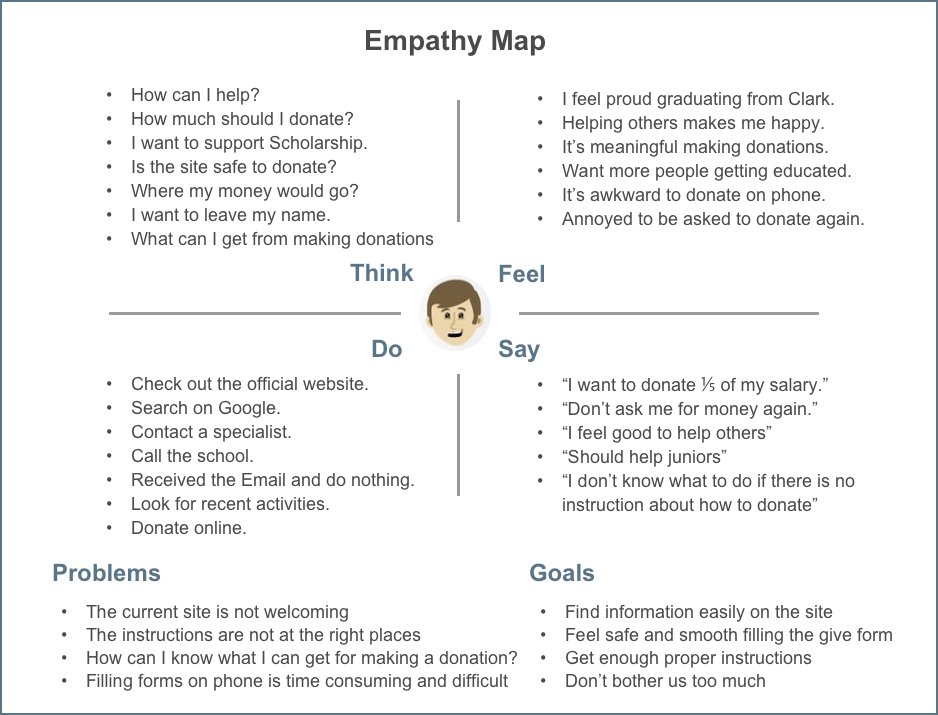 Empathy Map
• How can I help?
• How much should I donate?
• I want to support Scholarship.
• Is the site safe to donate?
• Where my money would go?
• I want to leave my name.
• What can I get from making donations
• I feel proud graduating from Clark.
• Helping others makes me happy.
• It’s meaningful making donations.
• Want more people getting educated.
• It’s awkward to donate on phone.
• Annoyed to be asked to donate again.
Think
Feel
Do
Say
• Check out the official website.
• Search on Google.
• Contact a specialist.
• Call the school.
• Received the Email and do nothing.
• Look for recent activities.
• Donate online.
• “I want to donate ⅕ of my salary.”
• “Don’t ask me for money again.”
• “I feel good to help others”
• “Should help juniors”
• “I don’t know what to do if there is no
instruction about how to donate”
Problems
• The current site is not welcoming
• The instructions are not at the right places
• How can I know what I can get for making a donation?
• Filling forms on phone is time consuming and difficult
Goals
• Find information easily on the site
• Feel safe and smooth filling the give form
• Get enough proper instructions
• Don’t bother us too much